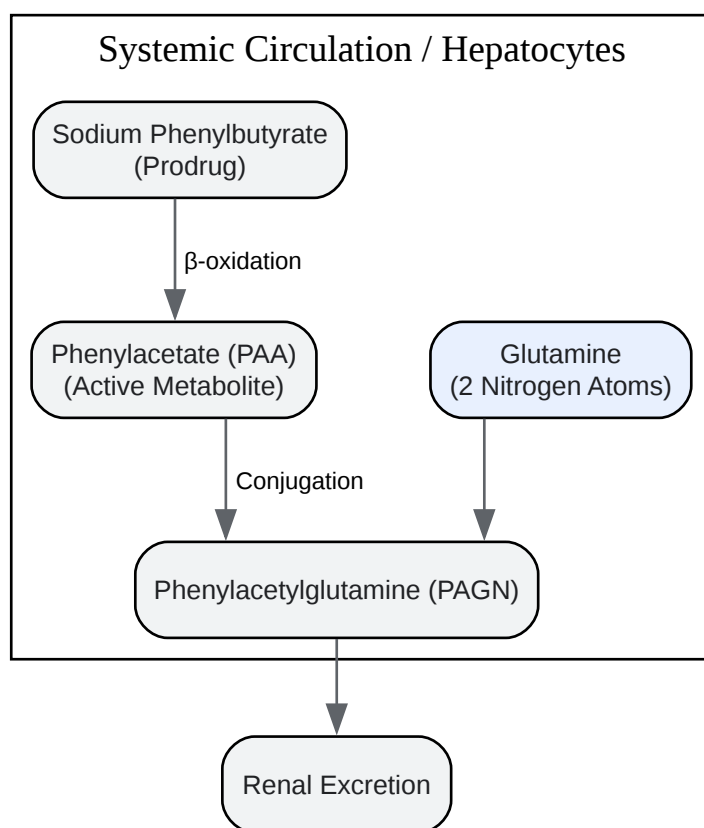 Systemic Circulation / Hepatocytes
Sodium Phenylbutyrate
(Prodrug)
β-oxidation
Phenylacetate (PAA)
(Active Metabolite)
Glutamine
(2 Nitrogen Atoms)
Conjugation
Phenylacetylglutamine (PAGN)
Renal Excretion